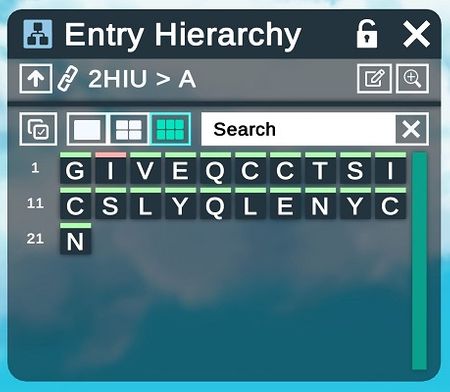 Entry Hierarchy
2HIU > A
Search
1 G I V E Q C C T S I
11 C S L Y Q L E N Y C
21 N